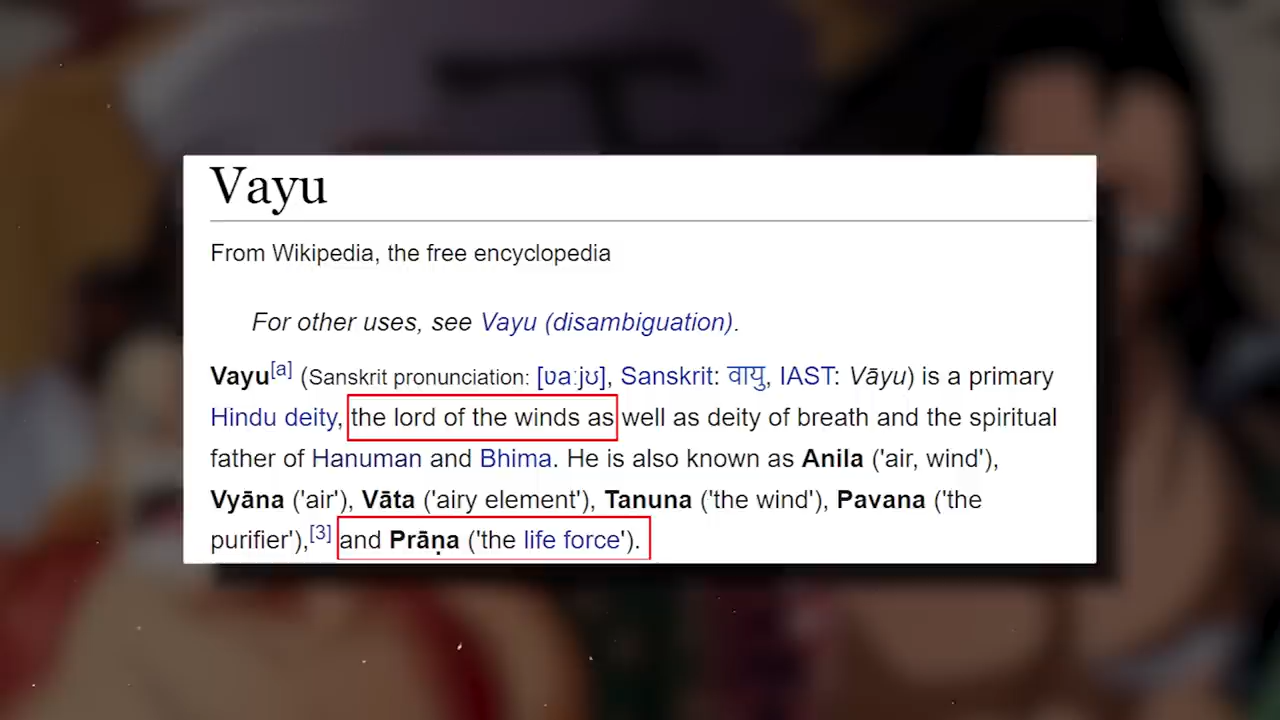 Vayu
From Wikipedia, the free encyclopedia
For other uses, see Vayu (disambiguation).
Vayu[a] (Sanskrit pronunciation: [ʋaːjʊ], Sanskrit: वायु, IAST: Vāyu) is a primary
Hindu deity, the lord of the winds as well as deity of breath and the spiritual
father of Hanuman and Bhima. He is also known as Anila ('air, wind'),
Vyāna ('air'), Vāta ('airy element'), Tanuna ('the wind'), Pavana ('the
purifier'),[3] and Prāṇa ('the life force').